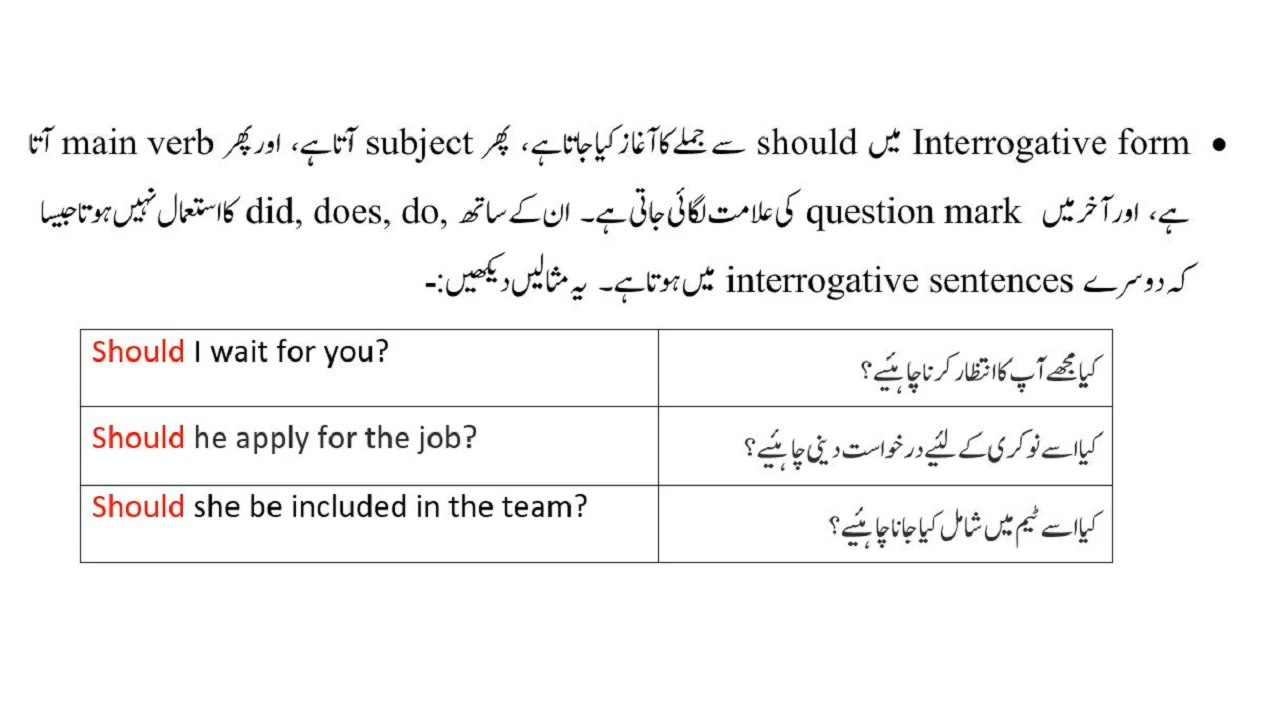 • Interrogative form میں should سے جملے کا آغاز کیا جاتا ہے، پھر subject آتا ہے، اور پھر main verb آتا
ہے، اور آخر میں question mark کی علامت لگائی جاتی ہے۔ ان کے ساتھ did, does, do, کا استعمال نہیں ہوتا جیسا
کہ دوسرے interrogative sentences میں ہوتا ہے۔ یہ مثالیں دیکھیں:-
Should I wait for you?
کیا مجھے آپ کا انتظار کرنا چاہئیے؟
Should he apply for the job?
کیا اسے نوکری کے لئیے درخواست دینی چاہئیے؟
Should she be included in the team?
کیا اسے ٹیم میں شامل کیا جانا چاہئیے؟